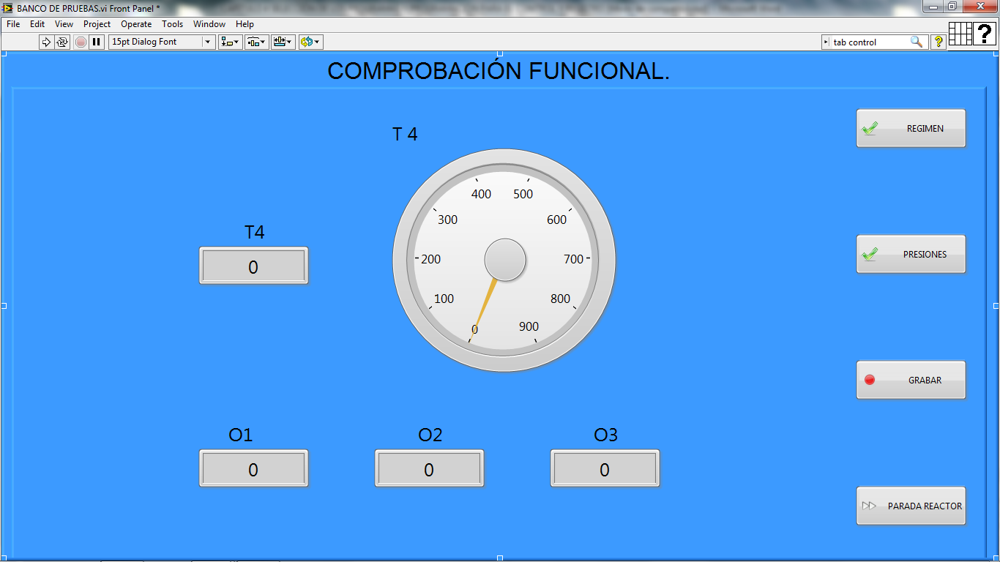 BANCO DE PRUEBAS.vi Front Panel *
File Edit View Project Operate Tools Window Help
15pt Dialog Font
tab control
?
?
COMPROBACIÓN FUNCIONAL.
T 4
400 500
300 600
200 700
100 800
0 900
T4
0
O1 O2 O3
0 0 0
REGIMEN
PRESIONES
GRABAR
PARADA REACTOR